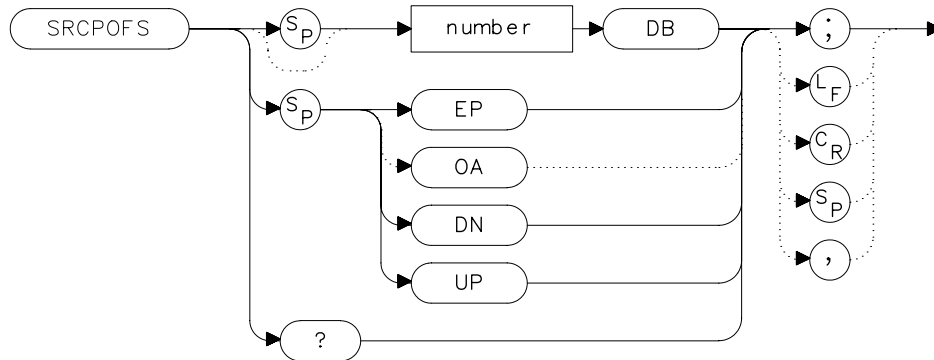 SRCPOFS SP number DB ;
LF
SP EP
OA CR
DN SP
UP ,
?